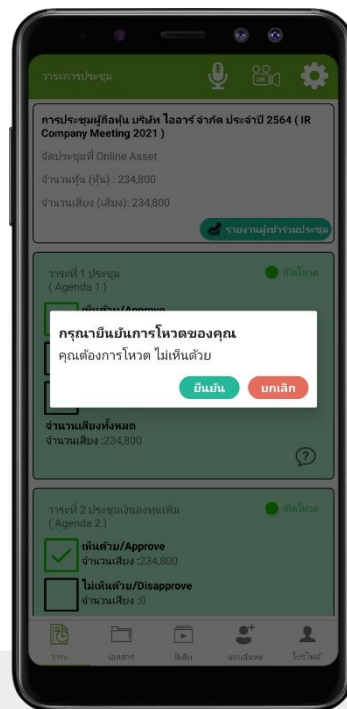 วาระการประชุม
การประชุมผู้ถือหุ้น บริษัท ไออาร์ จำกัด ประจำปี 2564 ( IR
Company Meeting 2021 )
จัดประชุมที่ Online Asset
จำนวนหุ้น (หุ้น) : 234,800
จำนวนเสียง (เสียง): 234,800
รายงานผู้เข้าร่วมประชุม
วาระที่ 1 ประชุม
เปิดโหวต
( Agenda 1 )
เห็นด้วย/Approve
กรุณายืนยันการโหวตของคุณ
คุณต้องการโหวต ไม่เห็นด้วย
ยืนยัน
ยกเลิก
จำนวนเสียงทั้งหมด
จำนวนเสียง :234,800
วาระที่ 2 ประชุมเงินลงทุนเพิ่ม
เปิดโหวต
( Agenda 2 )
เห็นด้วย/Approve
จำนวนเสียง :234,800
ไม่เห็นด้วย/Disapprove
จำนวนเสียง :0
วาระ
เอกสาร
มีเดีย
มอบฉันทะ
โปรไฟล์